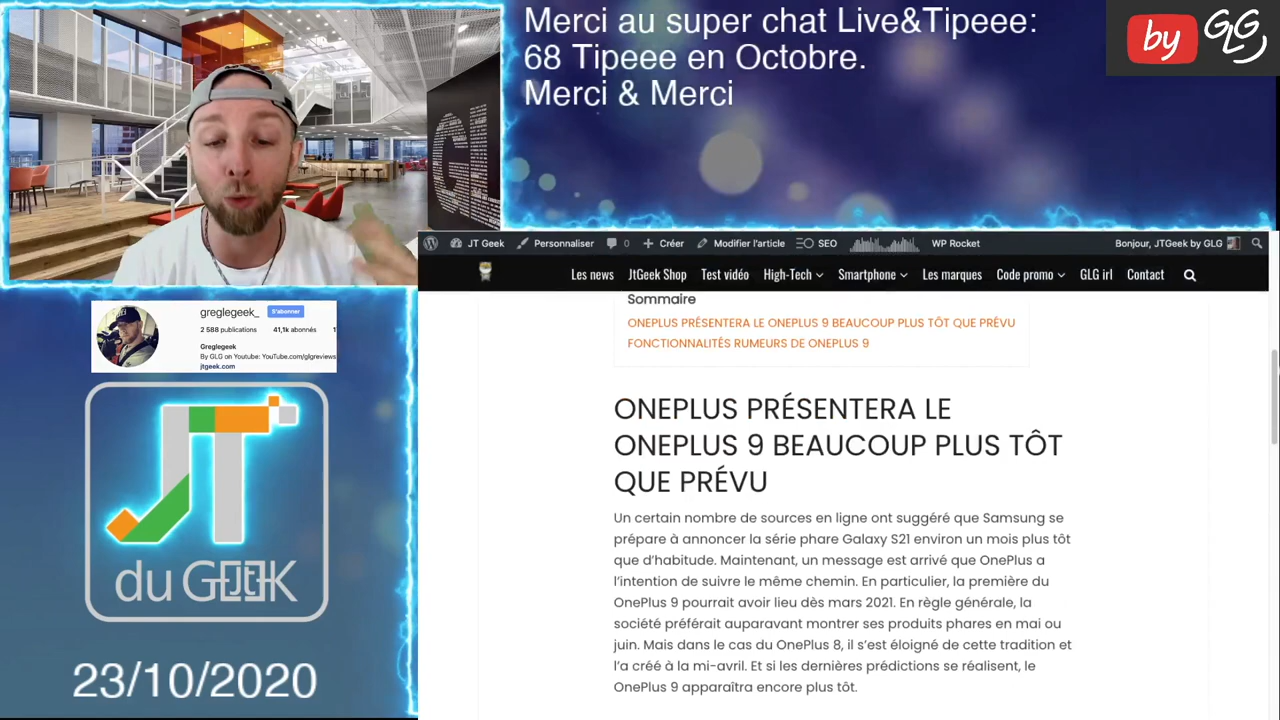 Merci au super chat Live&Tipeee:
68 Tipeee en Octobre.
Merci & Merci
by GLG
greglegeek_ S'abonner
2 588 publications 41,1k abonnés 1
Greglegeek
By GLG on Youtube: YouTube.com/glgreviews
jtgeek.com
JT
du GEEK
23/10/2020
JT Geek Personnaliser 0 Créer Modifier l'article SEO WP Rocket Bonjour, JTGeek by GLG
Les news JtGeek Shop Test vidéo High-Tech Smartphone Les marques Code promo GLG irl Contact
Sommaire
ONEPLUS PRÉSENTERA LE ONEPLUS 9 BEAUCOUP PLUS TÔT QUE PRÉVU
FONCTIONNALITÉS RUMEURS DE ONEPLUS 9
ONEPLUS PRÉSENTERA LE
ONEPLUS 9 BEAUCOUP PLUS TÔT
QUE PRÉVU
Un certain nombre de sources en ligne ont suggéré que Samsung se
prépare à annoncer la série phare Galaxy S21 environ un mois plus tôt
que d'habitude. Maintenant, un message est arrivé que OnePlus a
l'intention de suivre le même chemin. En particulier, la première du
OnePlus 9 pourrait avoir lieu dès mars 2021. En règle générale, la
société préférait auparavant montrer ses produits phares en mai ou
juin. Mais dans le cas du OnePlus 8, il s'est éloigné de cette tradition et
l'a créé à la mi-avril. Et si les dernières prédictions se réalisent, le
OnePlus 9 apparaîtra encore plus tôt.